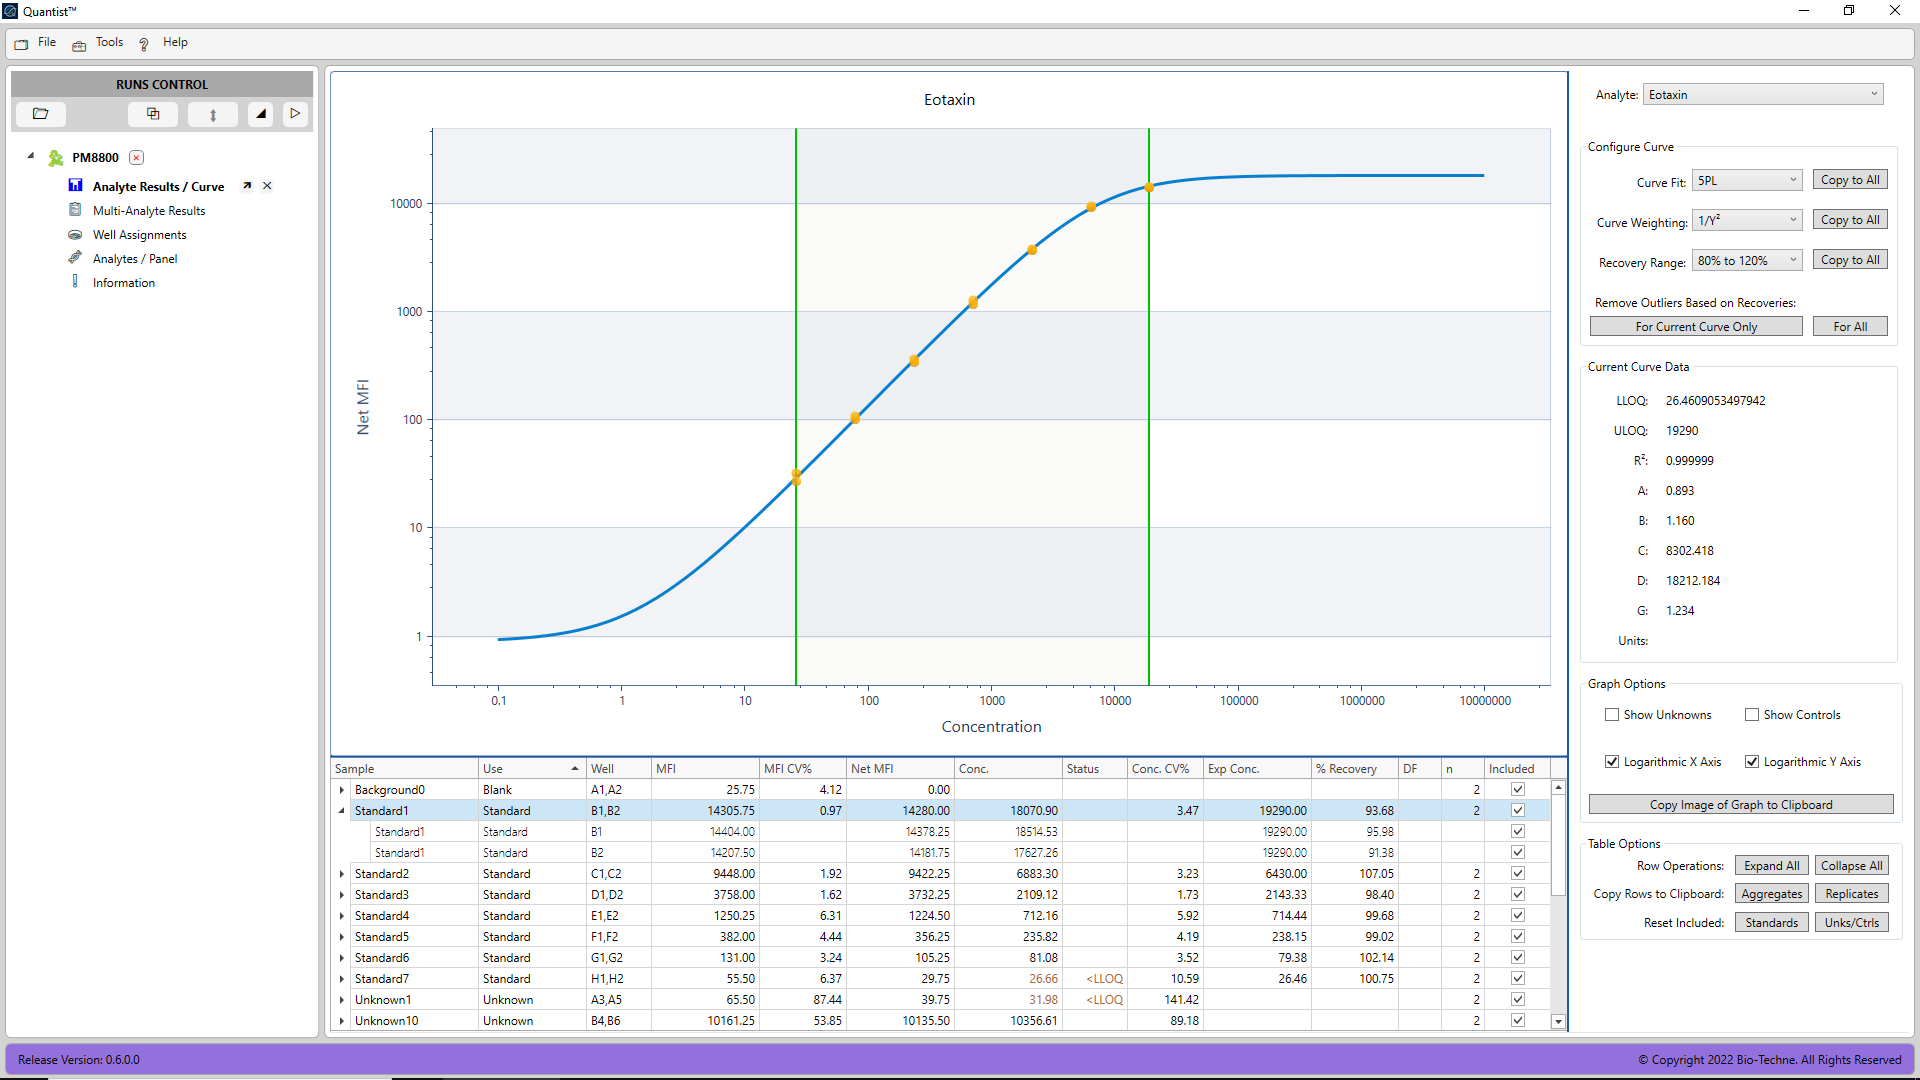 Quantist™
File Tools Help
RUNS CONTROL
PM8800
Analyte Results / Curve
Multi-Analyte Results
Well Assignments
Analytes / Panel
Information
Eotaxin
Net MFI
10000
1000
100
10
1
0.1 1 10 100 1000 10000 100000 1000000 10000000
Concentration
Sample Use Well MFI MFI CV% Net MFI Conc. Status Conc. CV% Exp Conc. % Recovery DF n Included
Background0 Blank A1,A2 25.75 4.12 0.00 2
Standard1 Standard B1,B2 14305.75 0.97 14280.00 18070.90 3.47 19290.00 93.68 2
Standard1 Standard B1 14404.00 14378.25 18514.53 19290.00 95.98
Standard1 Standard B2 14207.50 14181.75 17627.26 19290.00 91.38
Standard2 Standard C1,C2 9448.00 1.92 9422.25 6883.30 3.23 6430.00 107.05 2
Standard3 Standard D1,D2 3758.00 1.62 3732.25 2109.12 1.73 2143.33 98.40 2
Standard4 Standard E1,E2 1250.25 6.31 1224.50 712.16 5.92 714.44 99.68 2
Standard5 Standard F1,F2 382.00 4.44 356.25 235.82 4.19 238.15 99.02 2
Standard6 Standard G1,G2 131.00 3.24 105.25 81.08 3.52 79.38 102.14 2
Standard7 Standard H1,H2 55.50 6.37 29.75 26.66 <LLOQ 10.59 26.46 100.75 2
Unknown1 Unknown A3,A5 65.50 87.44 39.75 31.98 <LLOQ 141.42 2
Unknown10 Unknown B4,B6 10161.25 53.85 10135.50 10356.61 89.18 2
Analyte: Eotaxin
Configure Curve
Curve Fit: 5PL Copy to All
Curve Weighting: 1/Y² Copy to All
Recovery Range: 80% to 120% Copy to All
Remove Outliers Based on Recoveries:
For Current Curve Only For All
Current Curve Data
LLOQ: 26.4609053497942
ULOQ: 19290
R²: 0.999999
A: 0.893
B: 1.160
C: 8302.418
D: 18212.184
G: 1.234
Units:
Graph Options
Show Unknowns Show Controls
Logarithmic X Axis Logarithmic Y Axis
Copy Image of Graph to Clipboard
Table Options
Row Operations: Expand All Collapse All
Copy Rows to Clipboard: Aggregates Replicates
Reset Included: Standards Unks/Ctrls
Release Version: 0.6.0.0
© Copyright 2022 Bio-Techne. All Rights Reserved